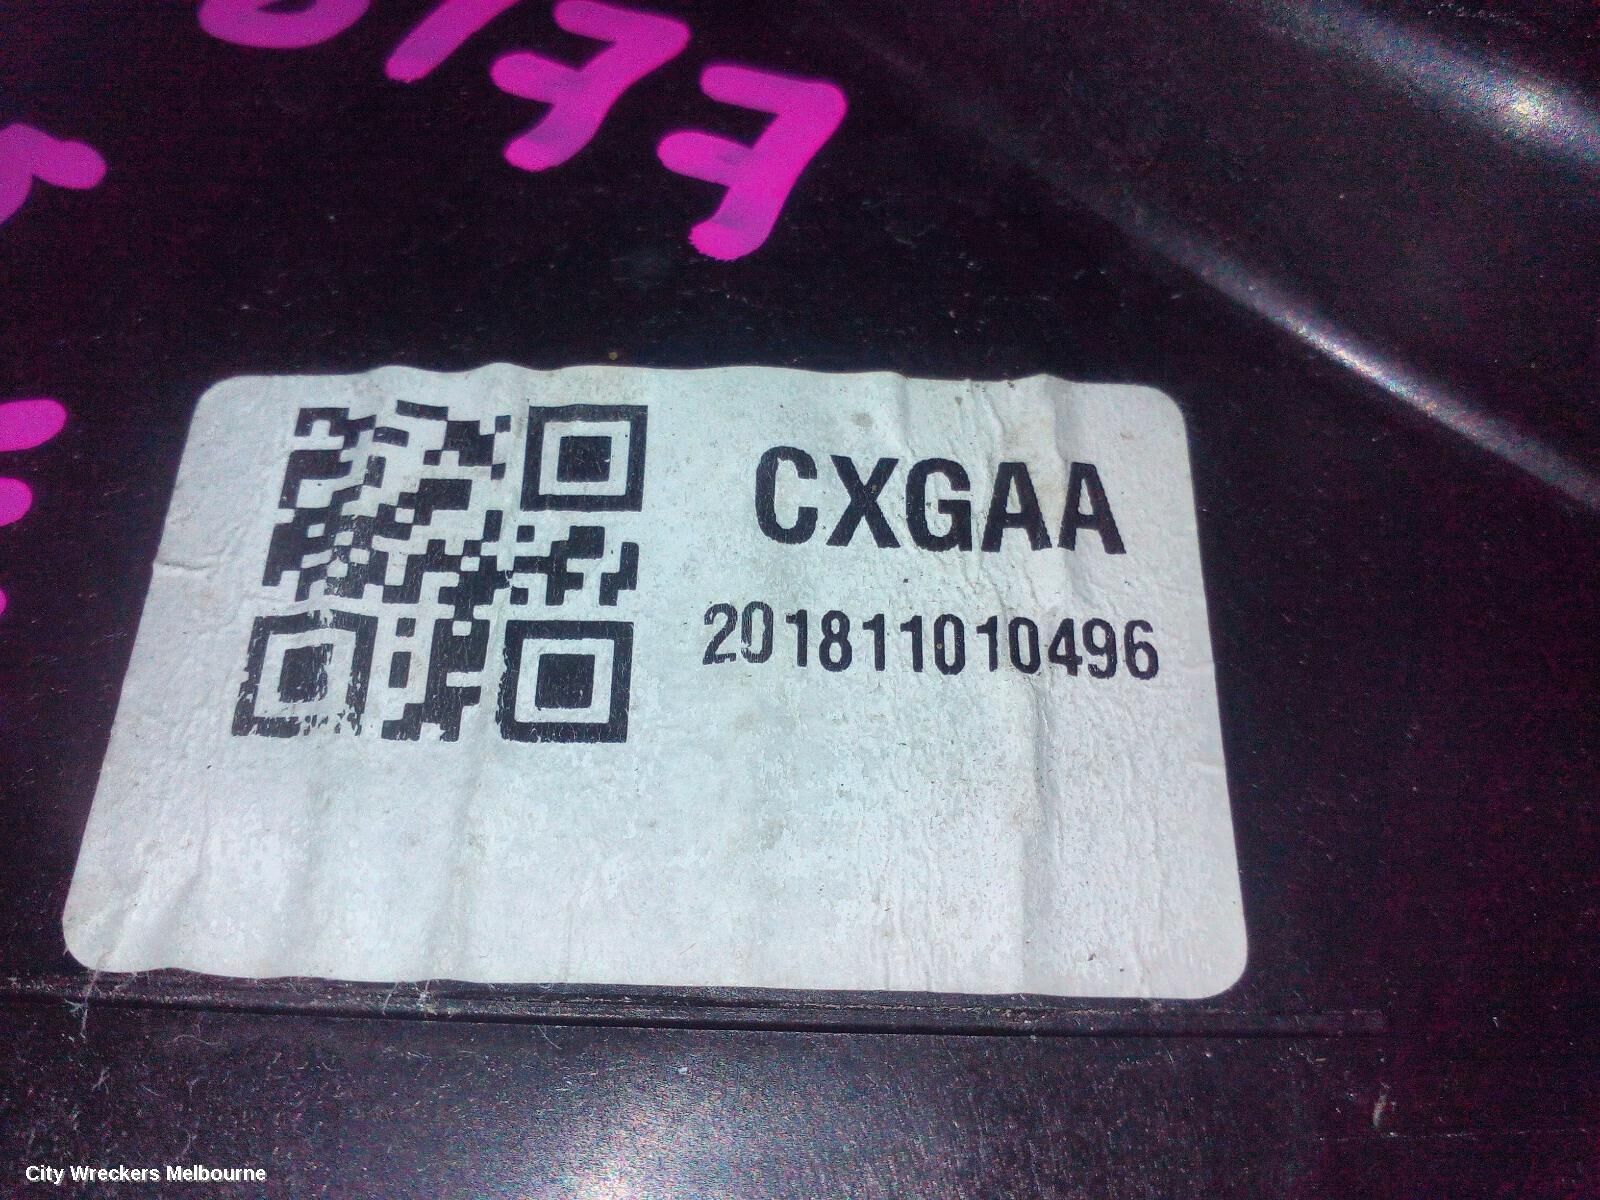 CXGAA
201811010496
City Wreckers Melbourne